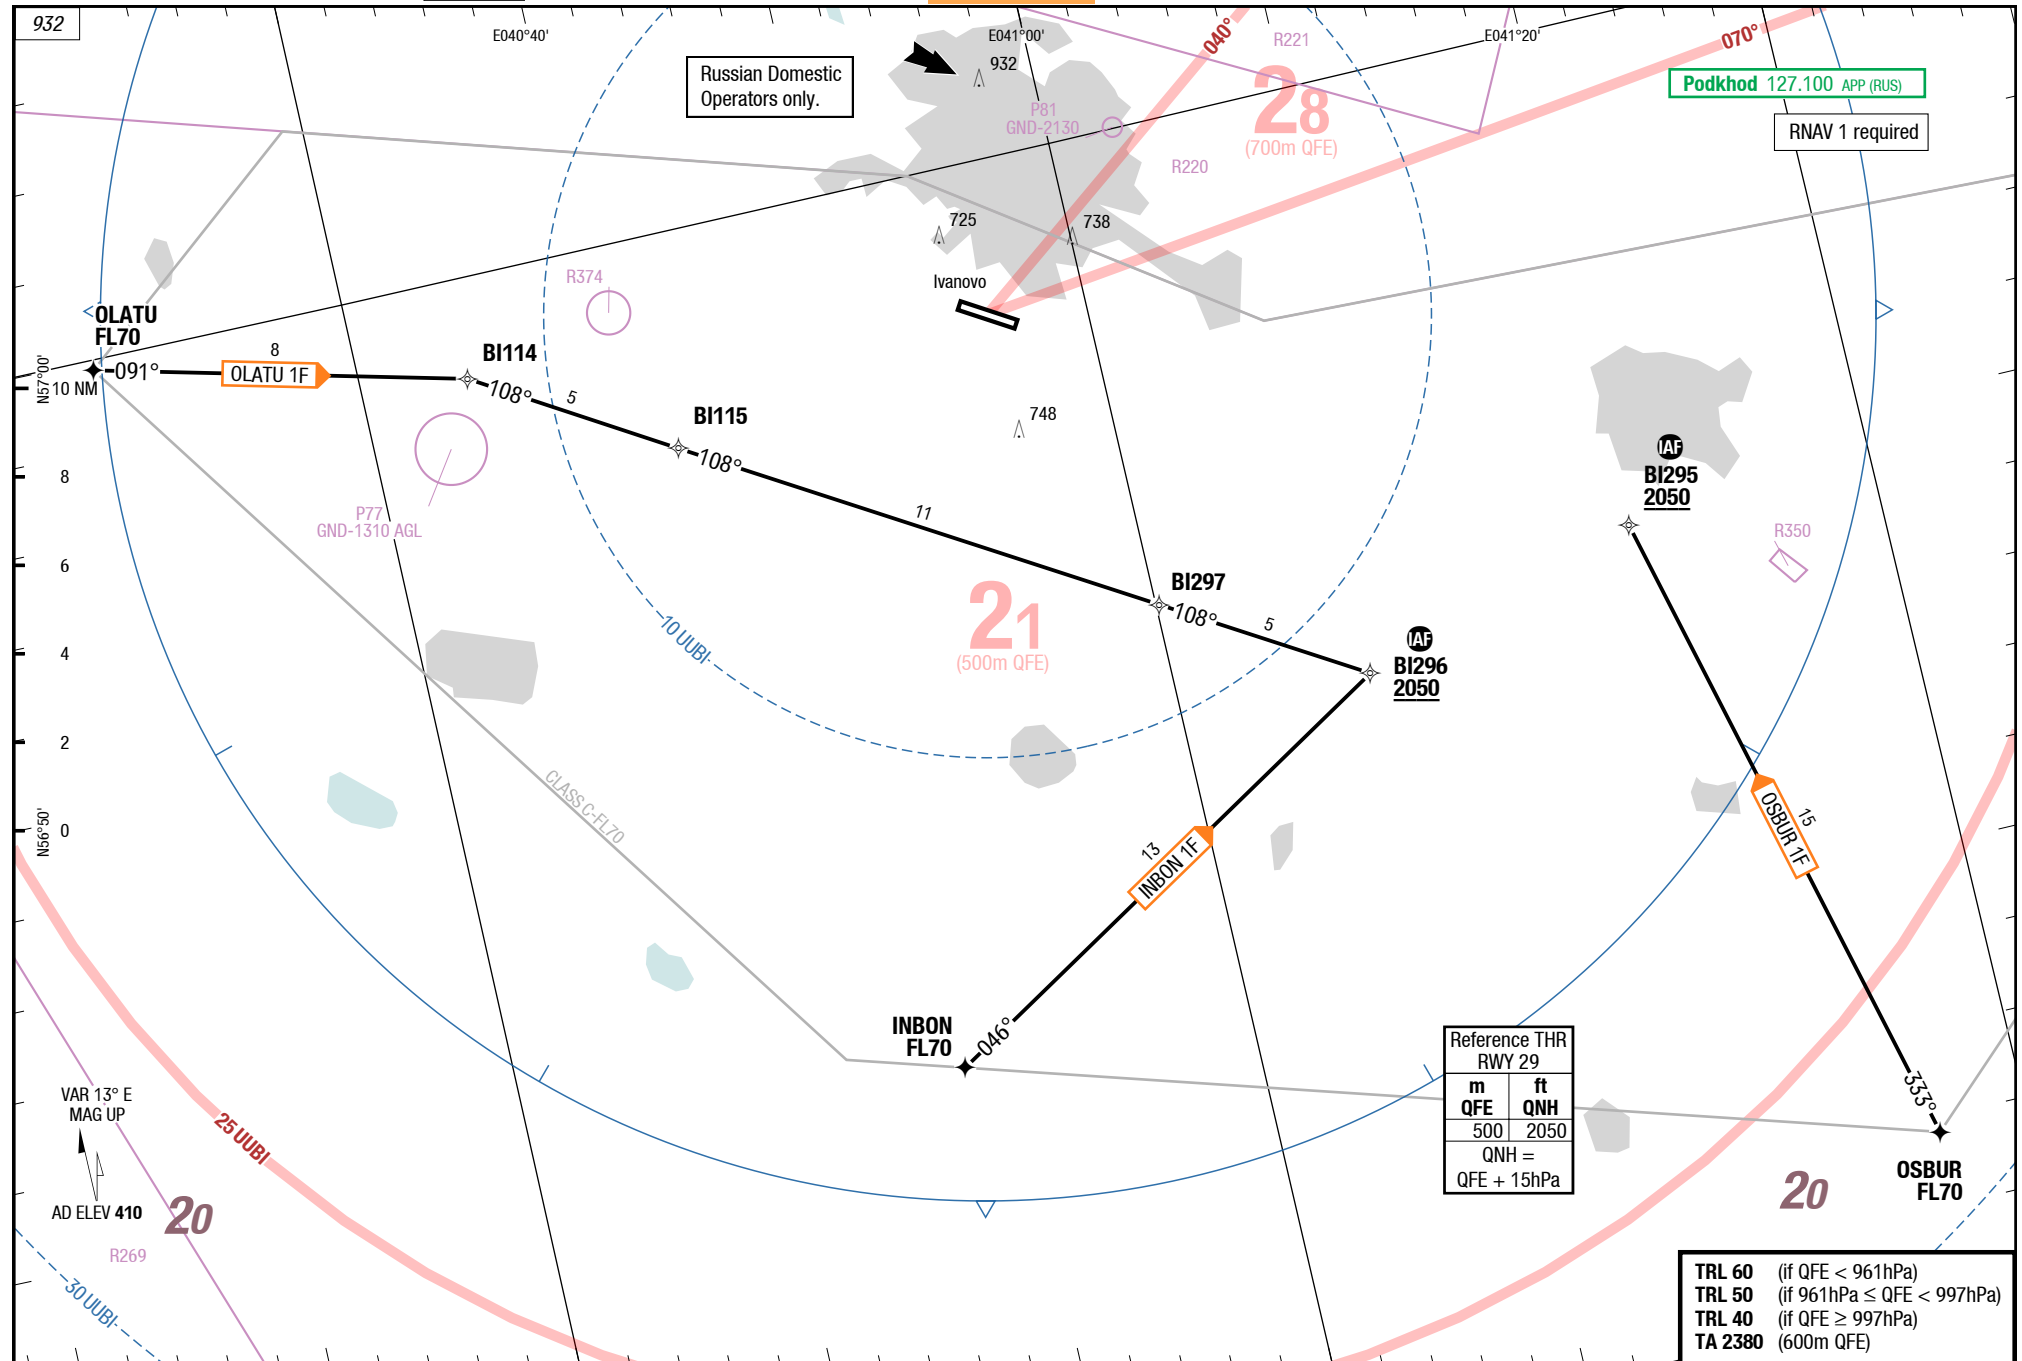 932
E040°40'
E041°00'
E041°20'
040°
R221
070°
Russian Domestic
Operators only.
932
P81
GND-2130
28
(700m QFE)
R220
Podkhod 127.100 APP (RUS)
RNAV 1 required
725
738
Ivanovo
R374
OLATU
FL70
091°
8
OLATU 1F
BI114
108°
5
BI115
108°
11
748
N57°00'
10 NM
8
6
4
2
0
N56°50'
P77
GND-1310 AGL
IAF
BI295
2050
R350
BI297
108°
5
IAF
BI296
2050
21
(500m QFE)
10 UUBI
CLASS C-FL70
13
INBON 1F
15
OSBUR 1F
INBON
FL70
046°
333°
OSBUR
FL70
Reference THR
RWY 29
m ft
QFE QNH
500 2050
QNH =
QFE + 15hPa
VAR 13° E
MAG UP
AD ELEV 410
25 UUBI
20
20
R269
30 UUBI
TRL 60 (if QFE < 961hPa)
TRL 50 (if 961hPa ≤ QFE < 997hPa)
TRL 40 (if QFE ≥ 997hPa)
TA 2380 (600m QFE)